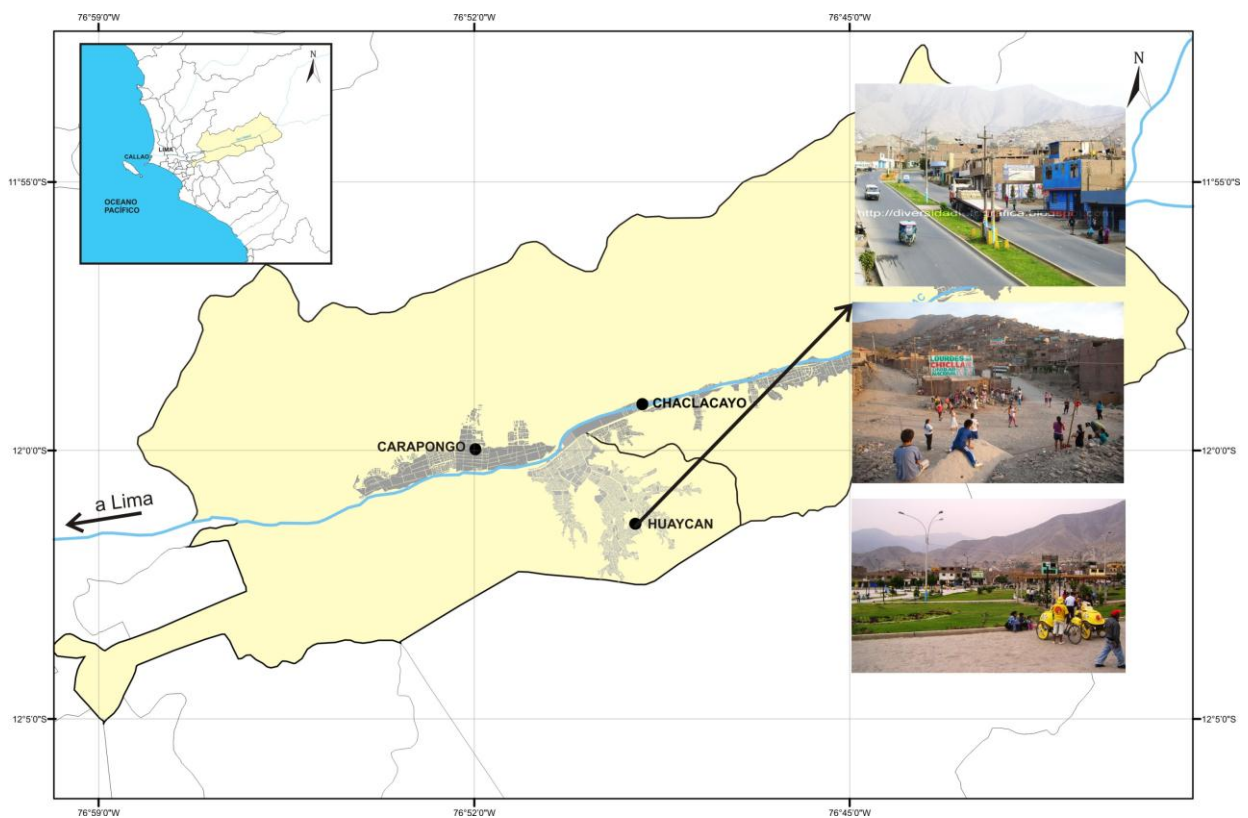 76°59'0"W
76°52'0"W
76°45'0"W
N
N
LIMA
CALLAO
OCEANO
PACÍFICO
11°55'0"S
11°55'0"S
CHACLACAYO
CARAPONGO
12°0'0"S
12°0'0"S
LOURDES
CHICLLA
a Lima
HUAYCAN
12°5'0"S
12°5'0"S
76°59'0"W
76°52'0"W
76°45'0"W